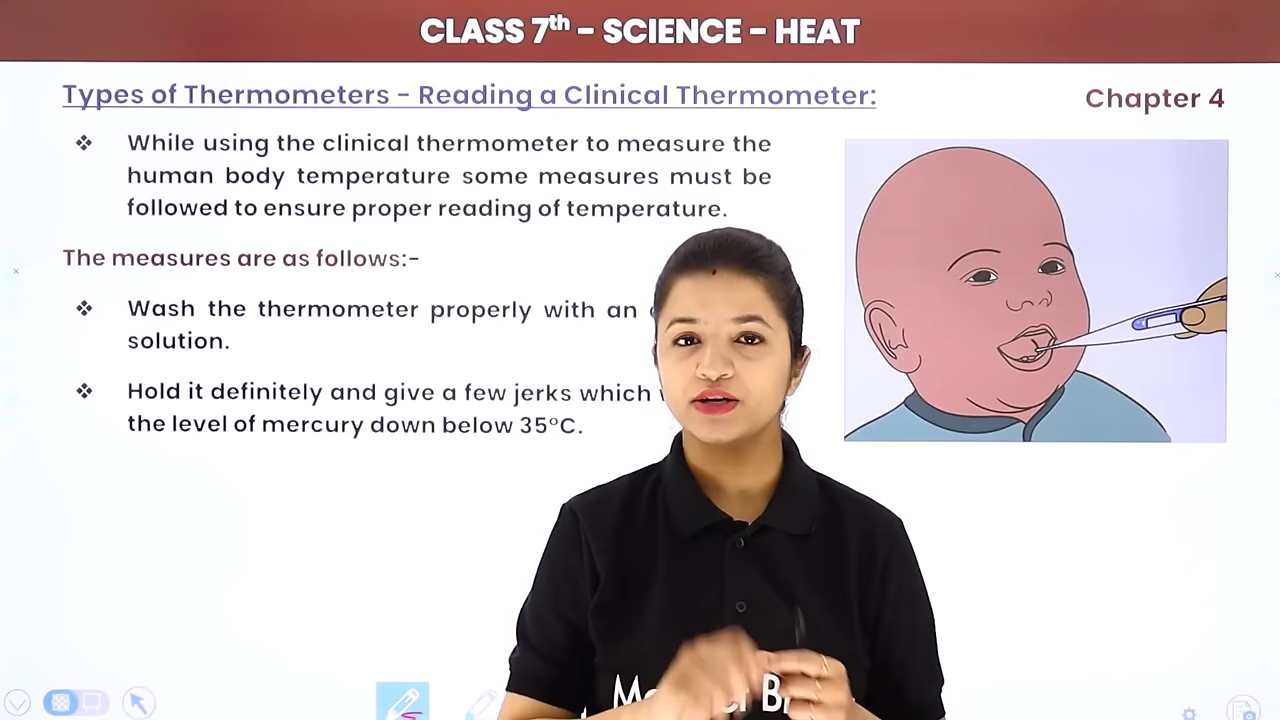 CLASS 7th – SCIENCE – HEAT
Types of Thermometers - Reading a Clinical Thermometer:
Chapter 4
❖ While using the clinical thermometer to measure the
human body temperature some measures must be
followed to ensure proper reading of temperature.
The measures are as follows:-
❖ Wash the thermometer properly with an
solution.
❖ Hold it definitely and give a few jerks which
the level of mercury down below 35°C.